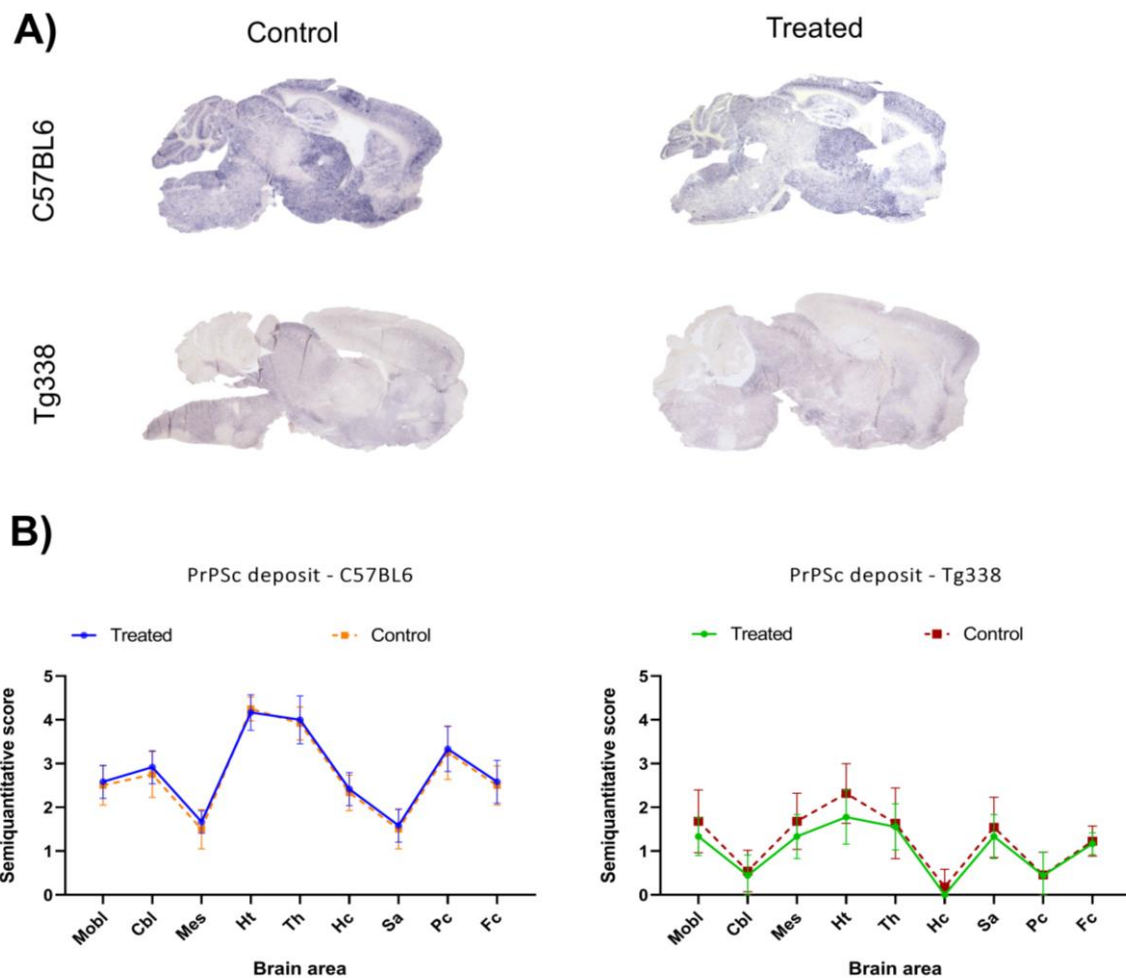 A)
Control
Treated
C57BL6
Tg338
B)
PrPSc deposit - C57BL6
Treated
Control
Semiquantitative score
5
4
3
2
1
0
Mobl
Cbl
Mes
Ht
Th
Hc
Sa
Pc
Fc
Brain area
PrPSc deposit - Tg338
Treated
Control
Semiquantitative score
5
4
3
2
1
0
Mobl
Cbl
Mes
Ht
Th
Hc
Sa
Pc
Fc
Brain area